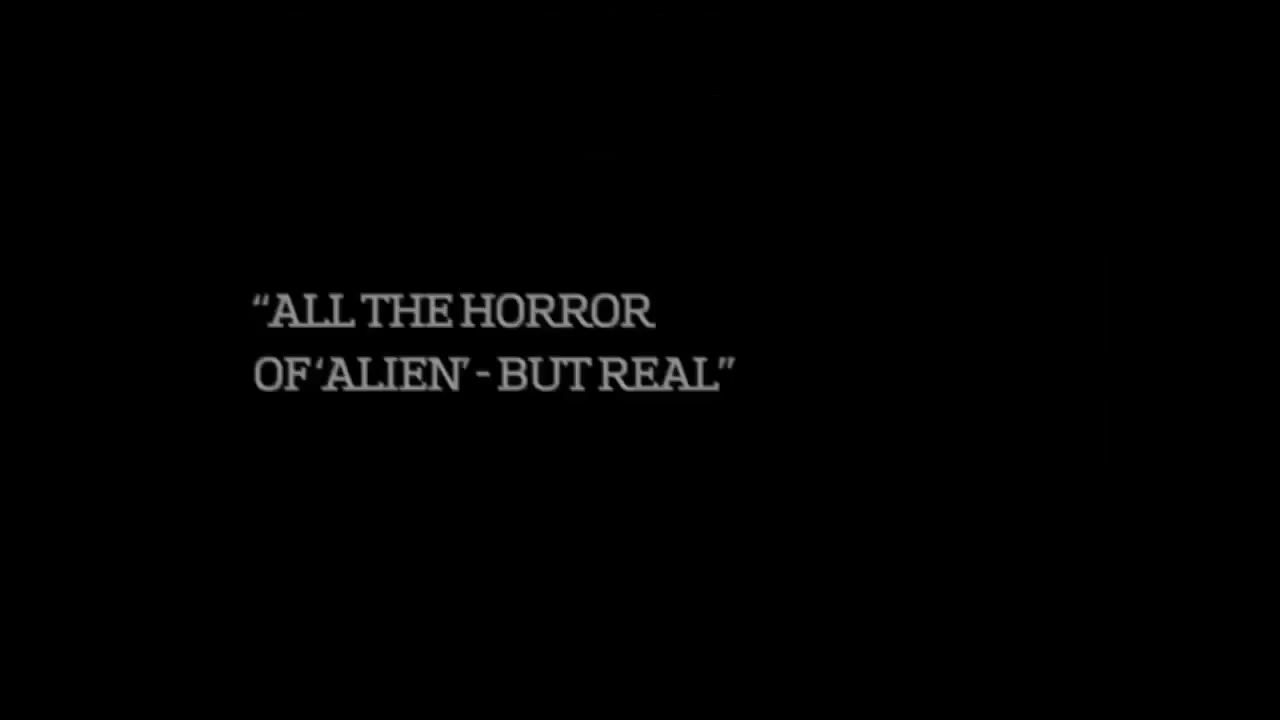 “ALL THE HORROR
OF ‘ALIEN’ - BUT REAL”